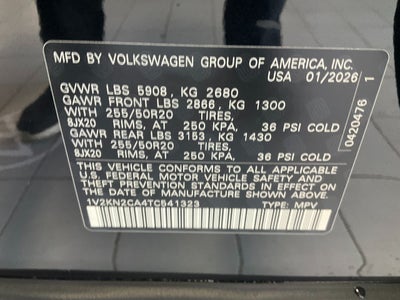 MFD BY VOLKSWAGEN GROUP OF AMERICA, INC.
USA 01/2026
GVWR LBS 5908, KG 2680
GAWR FRONT LBS 2866, KG 1300
WITH 255/50R20 TIRES,
8JX20 RIMS, AT 250 KPA, 36 PSI COLD
GAWR REAR LBS 3153, KG 1430
WITH 255/50R20 TIRES,
8JX20 RIMS, AT 250 KPA, 36 PSI COLD
THIS VEHICLE CONFORMS TO ALL APPLICABLE
U.S. FEDERAL MOTOR VEHICLE SAFETY AND
THEFT PREVENTION STANDARDS IN EFFECT ON THE
DATE OF MANUFACTURE SHOWN ABOVE.
1V2KN2CA4TC541323 TYPE: MPV
0420476 1